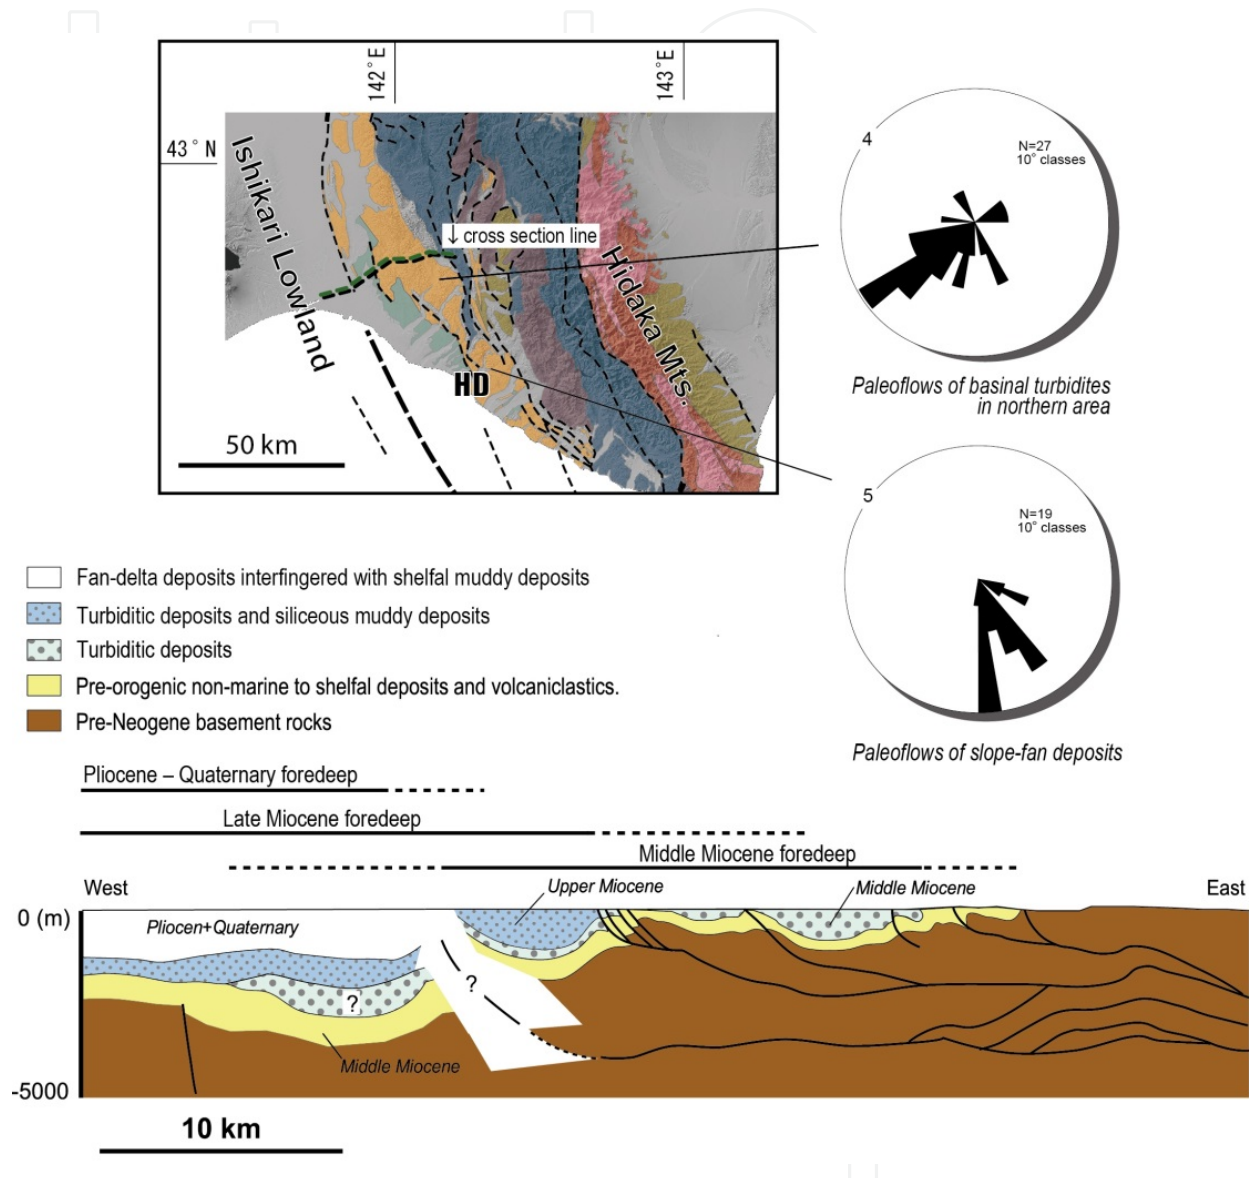 142°E
143°E
43°N
Ishikari Lowland
↓ cross section line
Hidaka Mts.
HD
50 km
4
N=27
10° classes
Paleoflows of basinal turbidites
in northern area
5
N=19
10° classes
Paleoflows of slope-fan deposits
Fan-delta deposits interfingered with shelfal muddy deposits
Turbiditic deposits and siliceous muddy deposits
Turbiditic deposits
Pre-orogenic non-marine to shelfal deposits and volcaniclastics.
Pre-Neogene basement rocks
Pliocene – Quaternary foredeep
Late Miocene foredeep
Middle Miocene foredeep
West
Upper Miocene
Middle Miocene
East
0 (m)
Pliocen+Quaternary
?
?
Middle Miocene
-5000
10 km